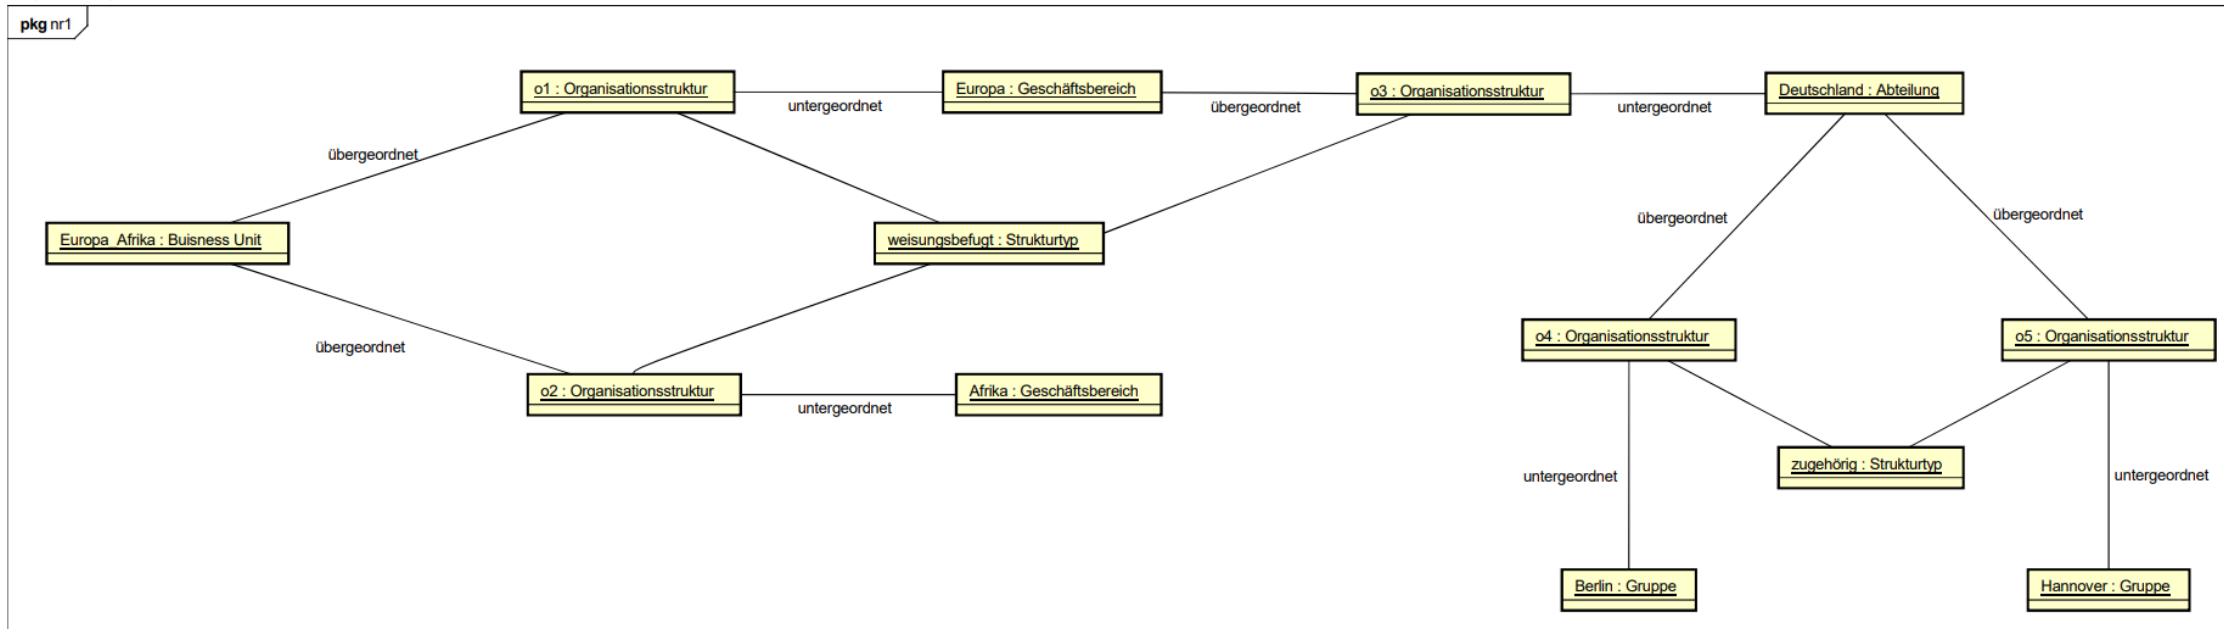 pkg nr1
o1 : Organisationsstruktur
untergeordnet
Europa : Geschäftsbereich
übergeordnet
o3 : Organisationsstruktur
untergeordnet
Deutschland : Abteilung
übergeordnet
Europa_Afrika : Buisness Unit
weisungsbefugt : Strukturtyp
übergeordnet
übergeordnet
übergeordnet
o2 : Organisationsstruktur
untergeordnet
Afrika : Geschäftsbereich
o4 : Organisationsstruktur
o5 : Organisationsstruktur
zugehörig : Strukturtyp
untergeordnet
untergeordnet
Berlin : Gruppe
Hannover : Gruppe